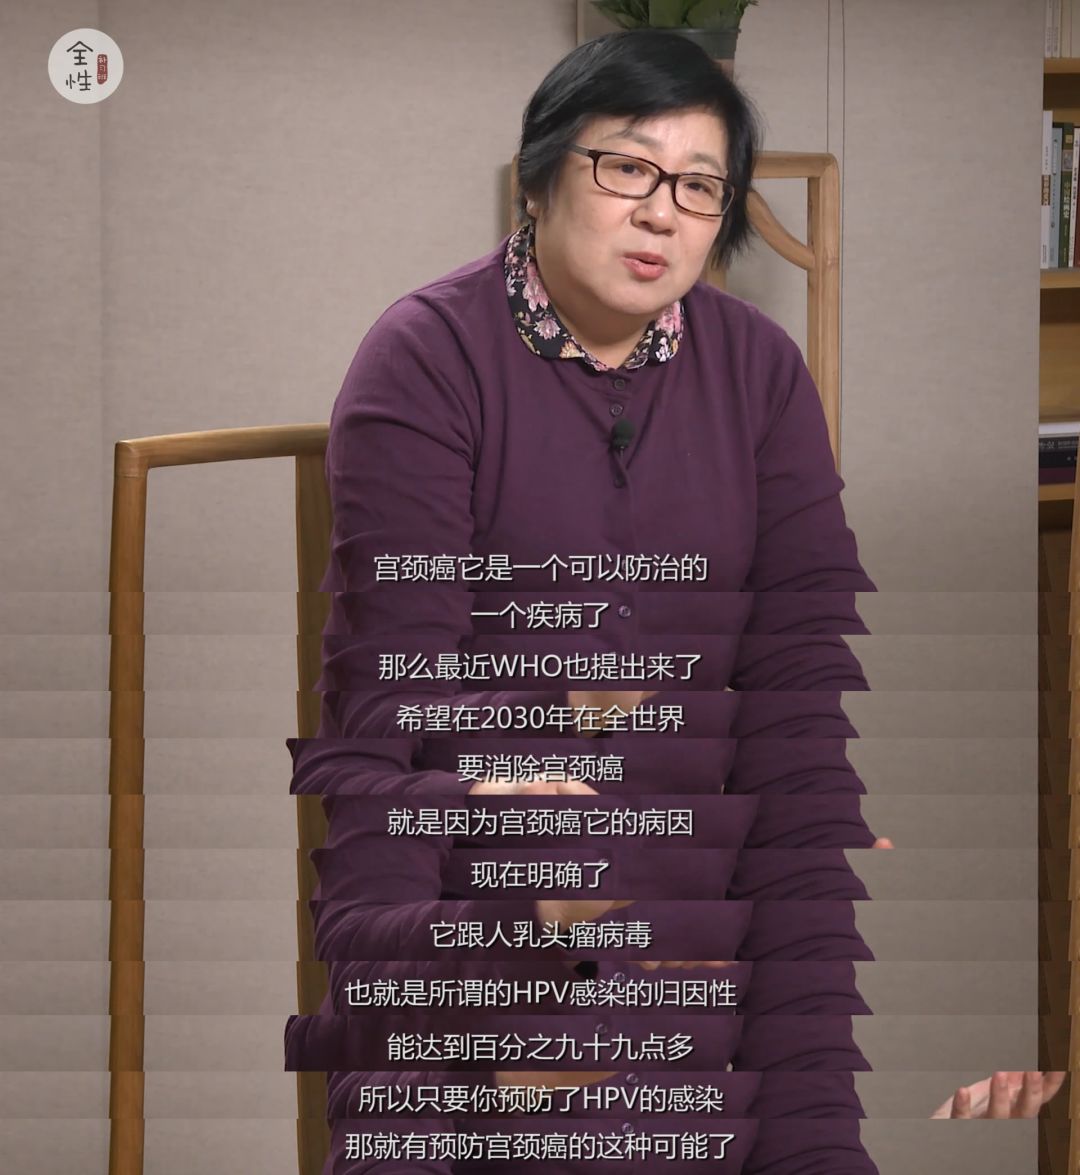 全性
补习班
宫颈癌它是一个可以防治的
一个疾病了
那么最近WHO也提出来了
希望在2030年在全世界
要消除宫颈癌
就是因为宫颈癌它的病因
现在明确了
它跟人乳头瘤病毒
也就是所谓的HPV感染的归因性
能达到百分之九十九点多
所以只要你预防了HPV的感染
那就有预防宫颈癌的这种可能了